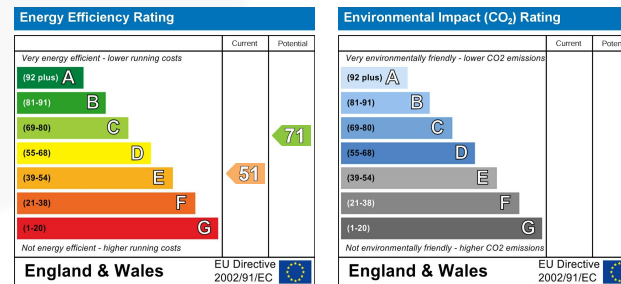 Energy Efficiency Rating
Current Potential
Very energy efficient - lower running costs
(92 plus) A
(81-91) B
(69-80) C
71
(55-68) D
(39-54) E
51
(21-38) F
(1-20) G
Not energy efficient - higher running costs
England & Wales
EU Directive
2002/91/EC
Environmental Impact (CO2) Rating
Current Poten
Very environmentally friendly - lower CO2 emissions
(92 plus) A
(81-91) B
(69-80) C
(55-68) D
(39-54) E
(21-38) F
(1-20) G
Not environmentally friendly - higher CO2 emissions
England & Wales
EU Directive
2002/91/EC